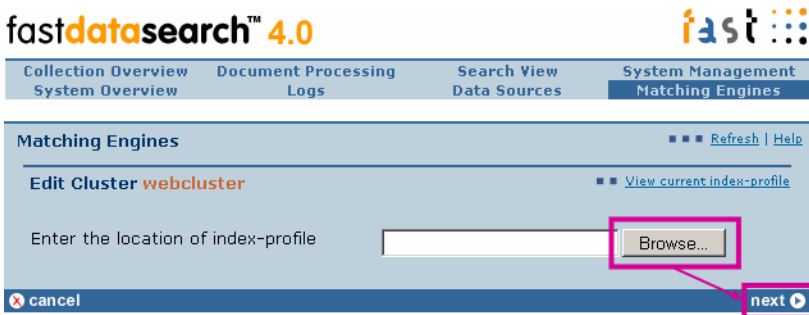 fastdatasearch™ 4.0
fast
Collection Overview Document Processing Search View System Management
System Overview Logs Data Sources Matching Engines
Matching Engines Refresh | Help
Edit Cluster webcluster View current index-profile
Enter the location of index-profile Browse...
cancel next